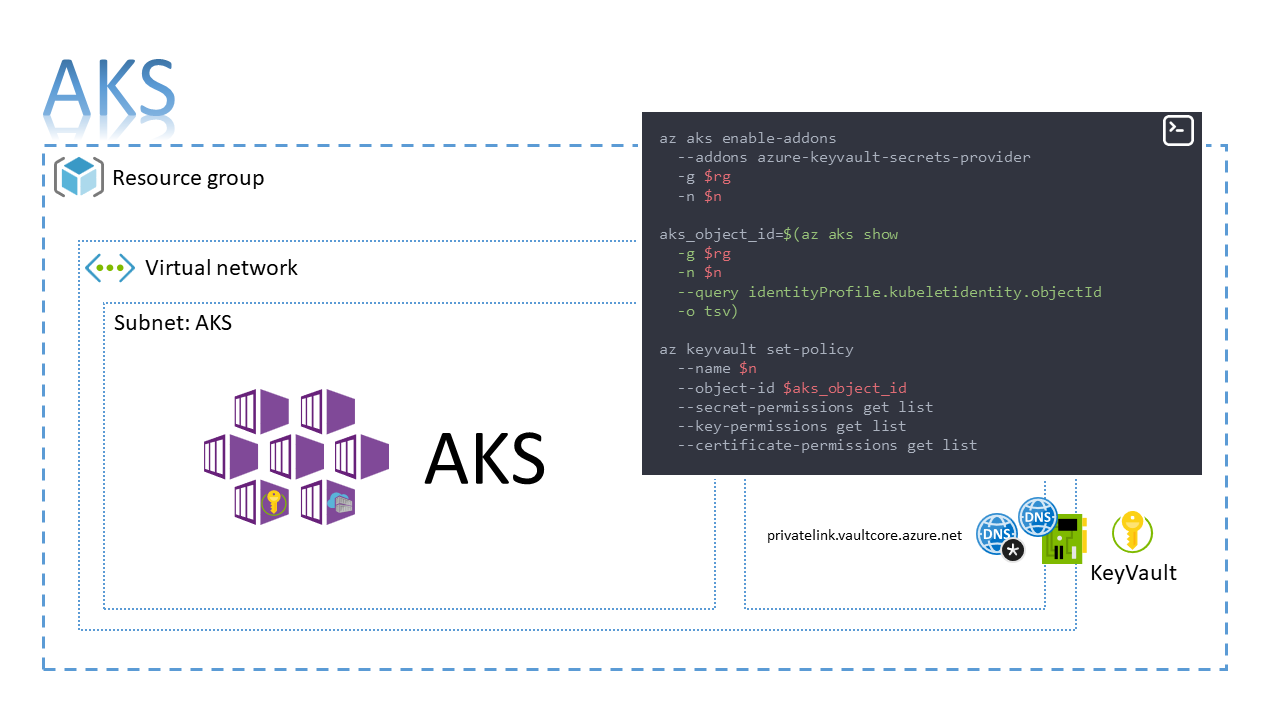 AKS
Resource group
Virtual network
Subnet: AKS
AKS
az aks enable-addons
  --addons azure-keyvault-secrets-provider
  -g $rg
  -n $n
aks_object_id=$(az aks show
  -g $rg
  -n $n
  --query identityProfile.kubeletidentity.objectId
  -o tsv)
az keyvault set-policy
  --name $n
  --object-id $aks_object_id
  --secret-permissions get list
  --key-permissions get list
  --certificate-permissions get list
privatelink.vaultcore.azure.net
DNS
DNS
KeyVault